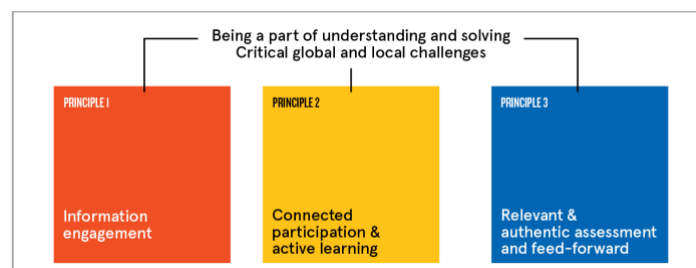 Being a part of understanding and solving
Critical global and local challenges
PRINCIPLE 1
Information
engagement
PRINCIPLE 2
Connected
participation &
active learning
PRINCIPLE 3
Relevant &
authentic assessment
and feed-forward